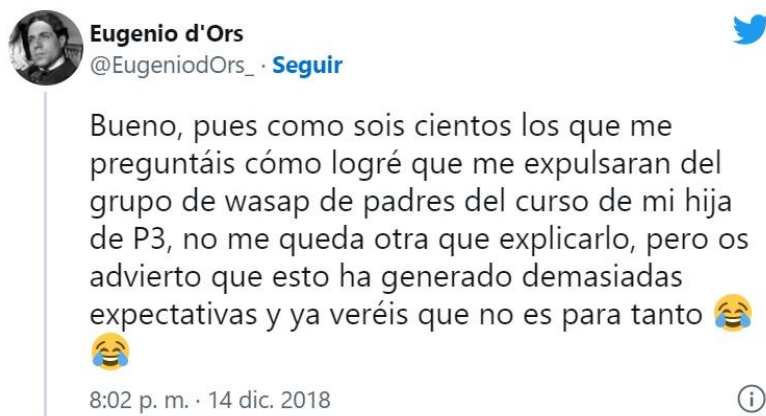 Eugenio d'Ors
@EugeniodOrs_ · Seguir
Bueno, pues como sois cientos los que me
preguntáis cómo logré que me expulsaran del
grupo de wasap de padres del curso de mi hija
de P3, no me queda otra que explicarlo, pero os
advierto que esto ha generado demasiadas
expectativas y ya veréis que no es para tanto 😂
😂
8:02 p. m. · 14 dic. 2018